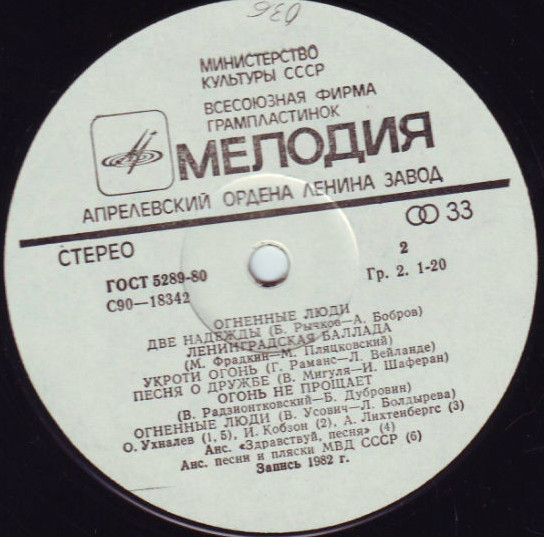 036
МИНИСТЕРСТВО
КУЛЬТУРЫ СССР
ВСЕСОЮЗНАЯ ФИРМА
ГРАМПЛАСТИНОК
МЕЛОДИЯ
АПРЕЛЕВСКИЙ ОРДЕНА ЛЕНИНА ЗАВОД
СТЕРЕО
33
ГОСТ 5289-80
2
С90—18342
Гр. 2. 1-20
ОГНЕННЫЕ ЛЮДИ
ДВЕ НАДЕЖДЫ (Б. Рычков—А. Бобров)
ЛЕНИНГРАДСКАЯ БАЛЛАДА
(М. Фрадкин—М. Пляцковский)
УКРОТИ ОГОНЬ (Г. Раманс—Л. Вейланде)
ПЕСНЯ О ДРУЖБЕ (В. Мигуля—И. Шаферан)
ОГОНЬ НЕ ПРОЩАЕТ
(В. Радзионтковский—Б. Дубровин)
ОГНЕННЫЕ ЛЮДИ (В. Усович—Л. Болдырева)
О. Ухналев (1, 5), И. Кобзон (2), А. Лихтенбергс (3)
Анс. «Здравствуй, песня» (4)
Анс. песни и пляски МВД СССР (6)
Запись 1982 г.